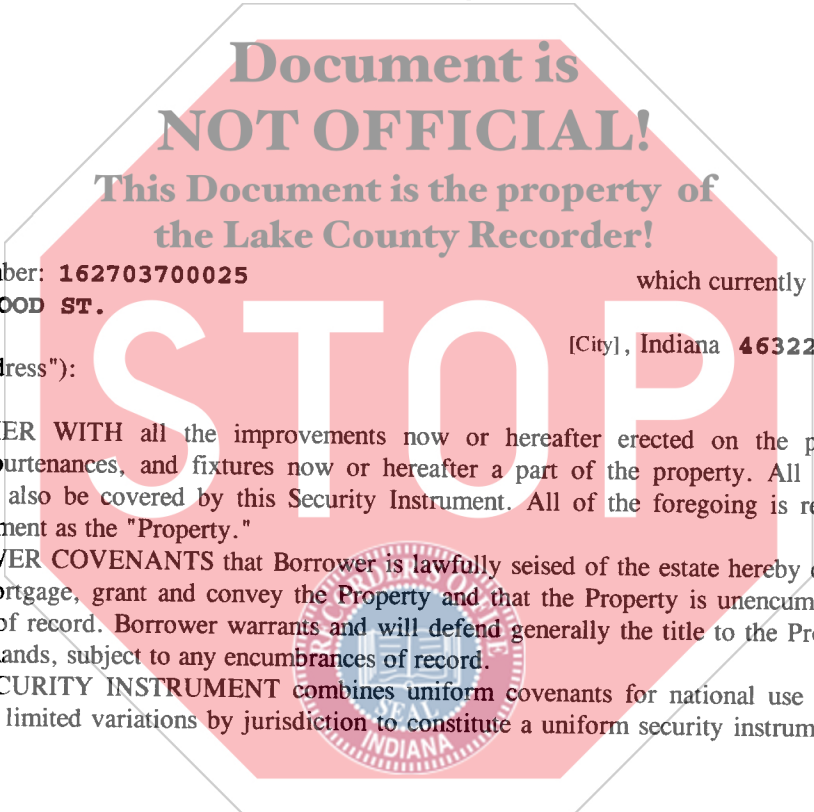 Document is
NOT OFFICIAL!
This Document is the property of
the Lake County Recorder!
ber: 162703700025 which currently
OOD ST.
[City], Indiana 46322
dress"):
STOP
ER WITH all the improvements now or hereafter erected on the p
purtenances, and fixtures now or hereafter a part of the property. All
also be covered by this Security Instrument. All of the foregoing is re
ment as the "Property."
VER COVENANTS that Borrower is lawfully seised of the estate hereby
ortgage, grant and convey the Property and that the Property is unencum
of record. Borrower warrants and will defend generally the title to the Pro
ands, subject to any encumbrances of record.
CURITY INSTRUMENT combines uniform covenants for national use
limited variations by jurisdiction to constitute a uniform security instrum
RECORDER'S OFFICE
SEAL
INDIANA